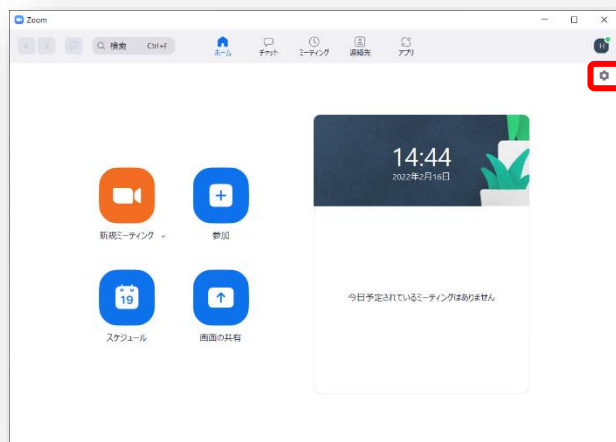 Zoom
検索 Ctrl+F
ホーム
チャット
ミーティング
連絡先
アプリ
H
14:44
2022年2月16日
新規ミーティング
参加
今日予定されているミーティングはありません
19
スケジュール
画面の共有